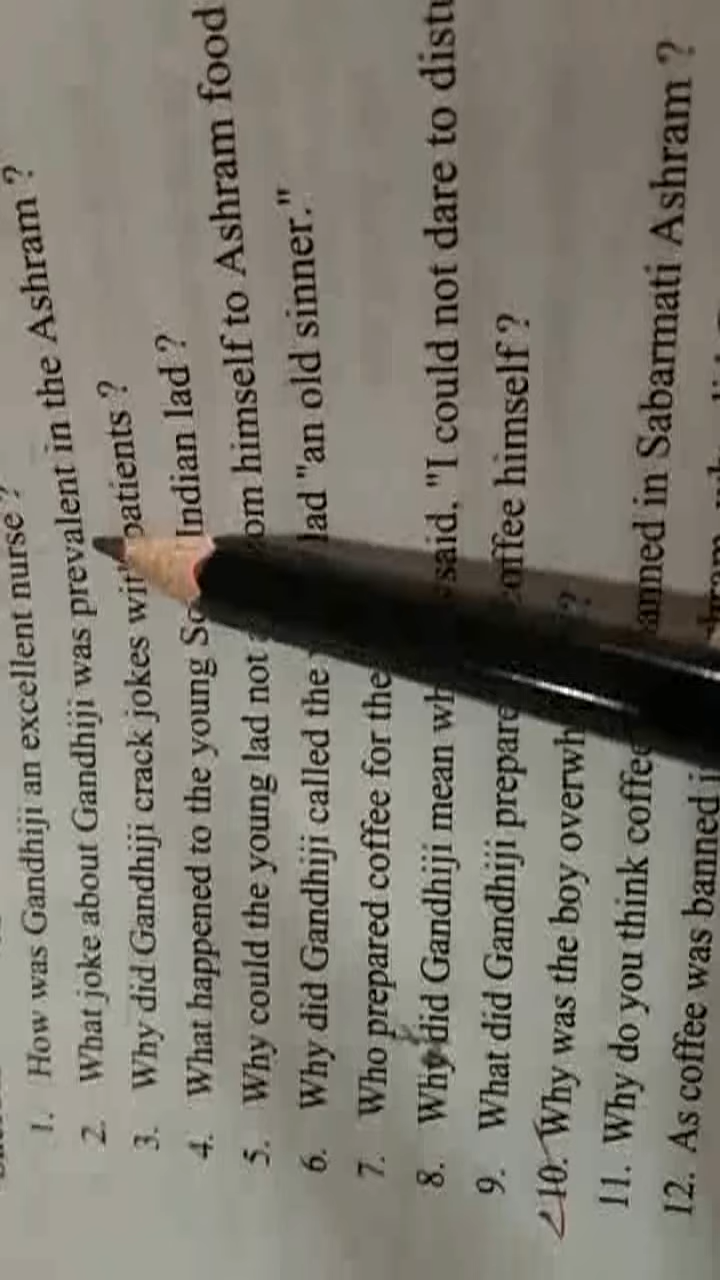 1. How was Gandhiji an excellent nurse ?
2. What joke about Gandhiji was prevalent in the Ashram ?
3. Why did Gandhiji crack jokes with patients ?
4. What happened to the young So Indian lad ?
5. Why could the young lad not om himself to Ashram food
6. Why did Gandhiji called the lad "an old sinner."
7. Who prepared coffee for the
8. Why did Gandhiji mean wh said, "I could not dare to distu
9. What did Gandhiji prepare coffee himself ?
10. Why was the boy overwh ?
11. Why do you think coffee anned in Sabarmati Ashram ?
12. As coffee was banned i